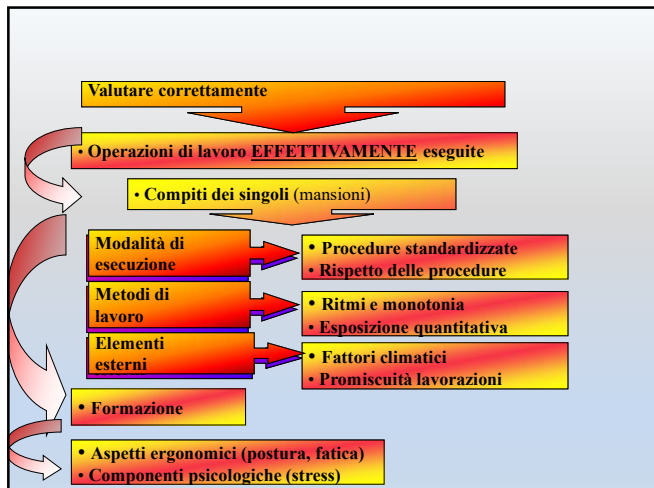 Valutare correttamente
• Operazioni di lavoro EFFETTIVAMENTE eseguite
• Compiti dei singoli (mansioni)
Modalità di
esecuzione
• Procedure standardizzate
• Rispetto delle procedure
Metodi di
lavoro
• Ritmi e monotonia
• Esposizione quantitativa
Elementi
esterni
• Fattori climatici
• Promiscuità lavorazioni
• Formazione
• Aspetti ergonomici (postura, fatica)
• Componenti psicologiche (stress)